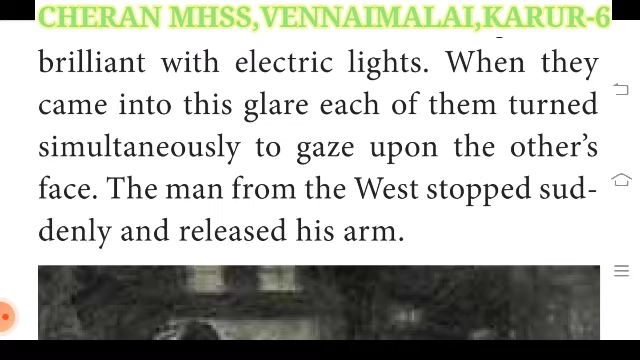 CHERAN MHSS,VENNAIMALAI,KARUR-6
brilliant with electric lights. When they
came into this glare each of them turned
simultaneously to gaze upon the other’s
face. The man from the West stopped sud-
denly and released his arm.